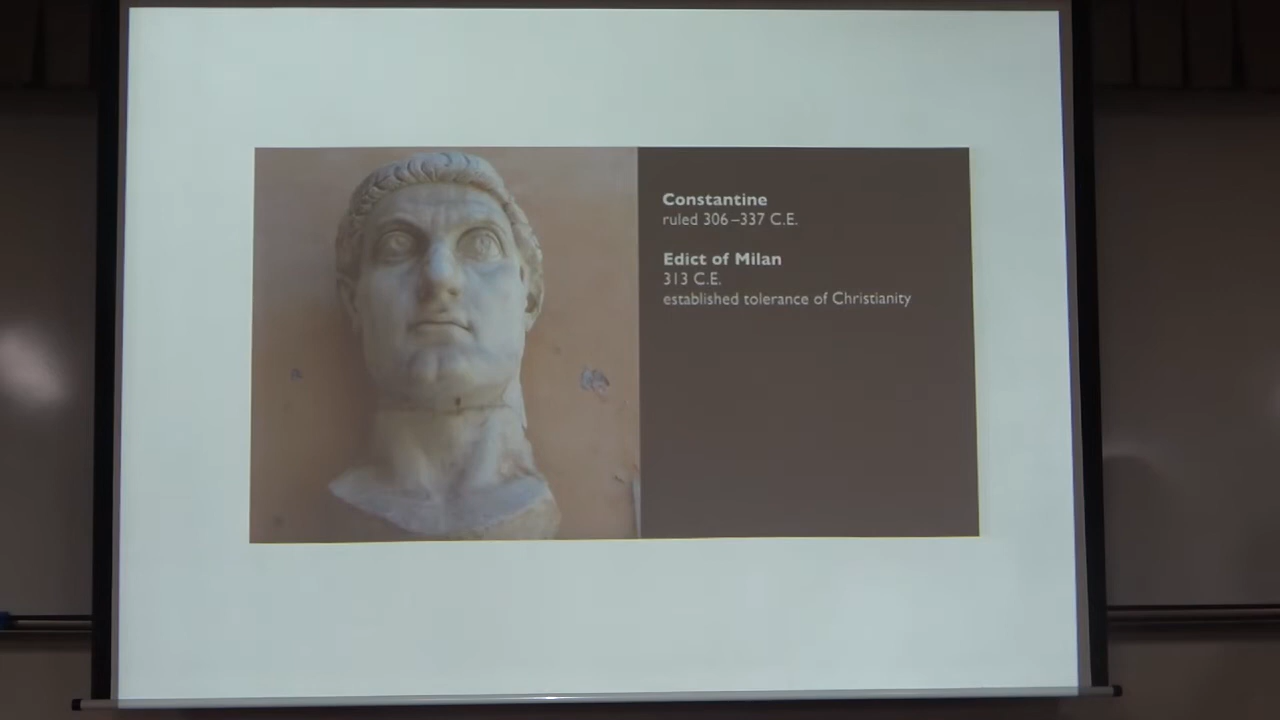 Constantine
ruled 306–337 C.E.
Edict of Milan
313 C.E.
established tolerance of Christianity